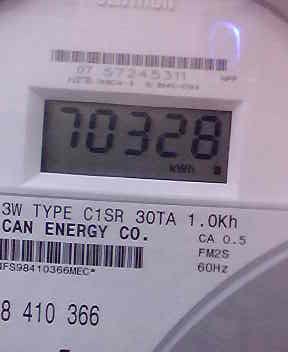 07 57245311
70328
kWh
3W TYPE C1SR 30TA 1.0Kh
CAN ENERGY CO.
CA 0.5
FM2S
60Hz
NFS98410366MEC*
8 410 366